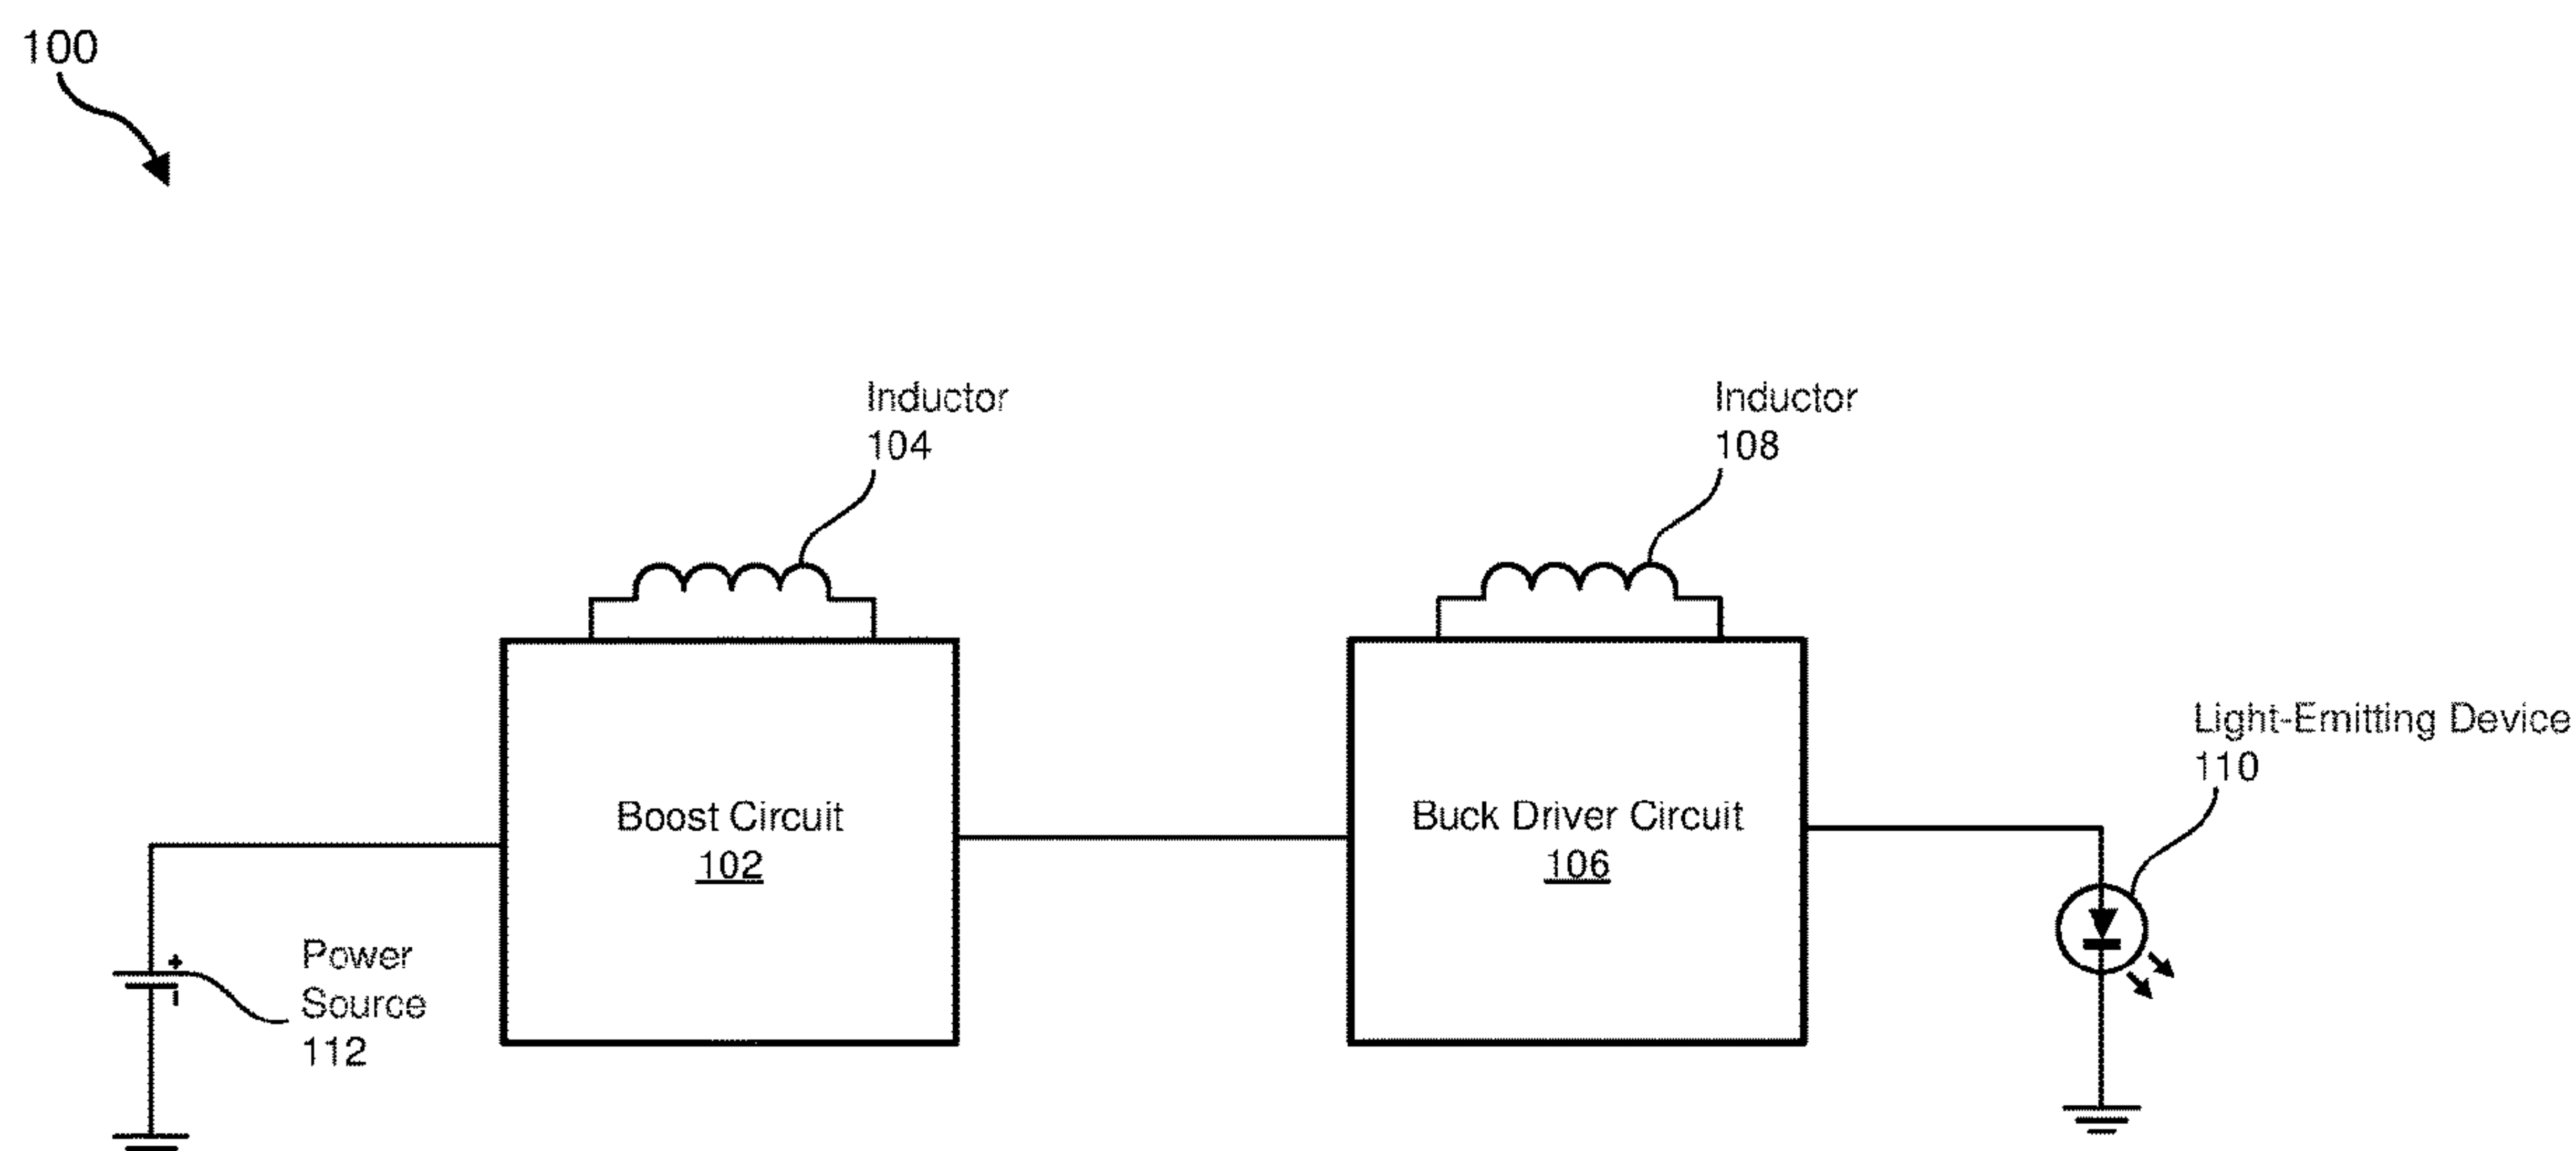 100
Inductor
104
Inductor
108
Light-Emitting Device
110
Boost Circuit
102
Buck Driver Circuit
106
+
-
Power
Source
112